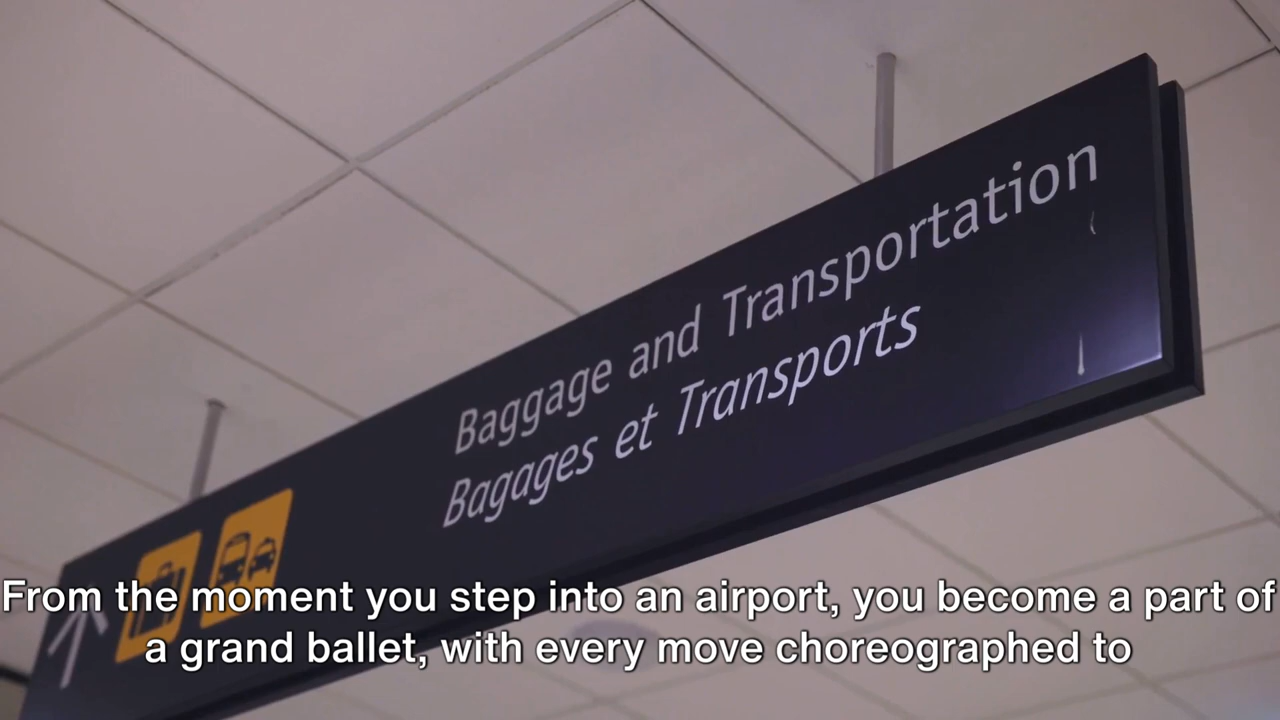 Baggage and Transportation
Bagages et Transports
From the moment you step into an airport, you become a part of
a grand ballet, with every move choreographed to